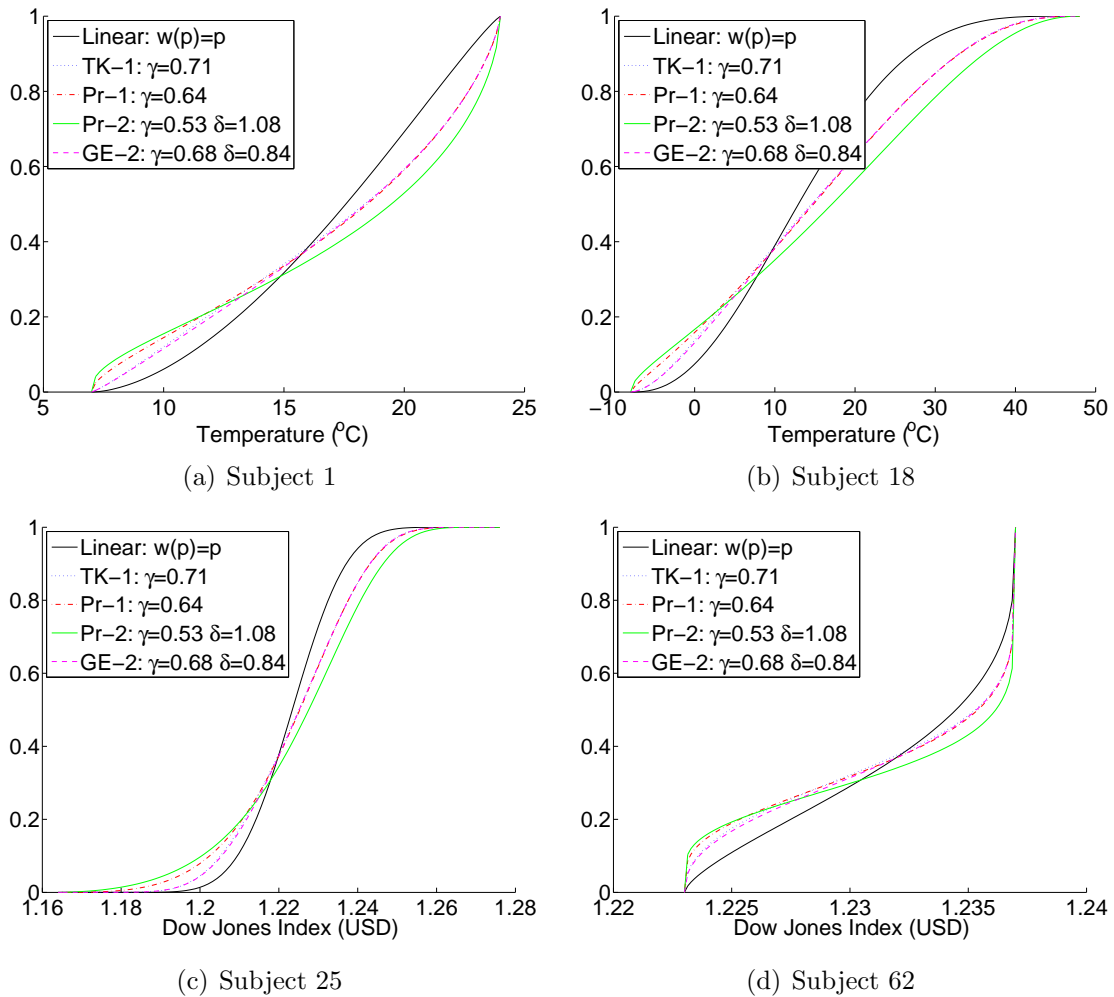 1
0.8
0.6
0.4
0.2
0
Linear: w(p)=p
TK−1: γ=0.71
Pr−1: γ=0.64
Pr−2: γ=0.53 δ=1.08
GE−2: γ=0.68 δ=0.84
5 10 15 20 25
Temperature (°C)
(a) Subject 1
1
0.8
0.6
0.4
0.2
0
Linear: w(p)=p
TK−1: γ=0.71
Pr−1: γ=0.64
Pr−2: γ=0.53 δ=1.08
GE−2: γ=0.68 δ=0.84
−10 0 10 20 30 40 50
Temperature (°C)
(b) Subject 18
1
0.8
0.6
0.4
0.2
0
Linear: w(p)=p
TK−1: γ=0.71
Pr−1: γ=0.64
Pr−2: γ=0.53 δ=1.08
GE−2: γ=0.68 δ=0.84
1.16 1.18 1.2 1.22 1.24 1.26 1.28
Dow Jones Index (USD)
(c) Subject 25
1
0.8
0.6
0.4
0.2
0
Linear: w(p)=p
TK−1: γ=0.71
Pr−1: γ=0.64
Pr−2: γ=0.53 δ=1.08
GE−2: γ=0.68 δ=0.84
1.22 1.225 1.23 1.235 1.24
Dow Jones Index (USD)
(d) Subject 62